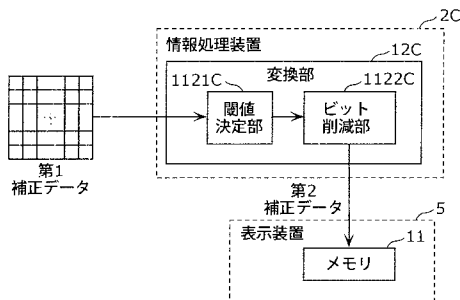 2C
情報処理装置
12C
変換部
1121C
1122C
閾値
決定部
ビット
削減部
第1
補正データ
第2
補正データ
5
表示装置
11
メモリ